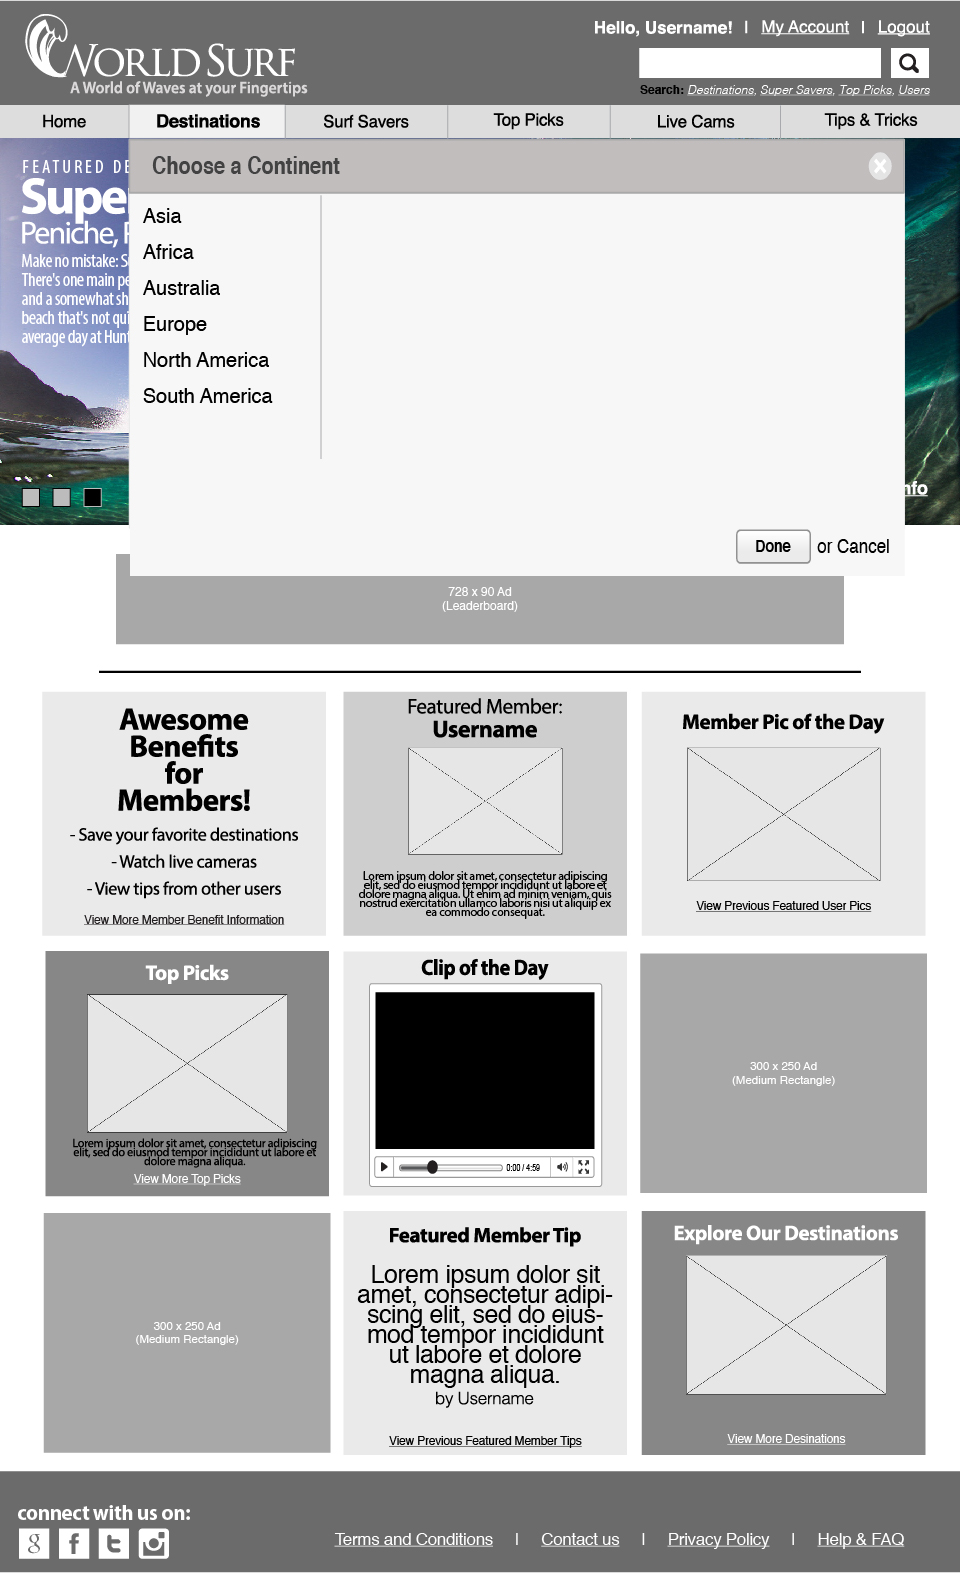 Hello, Username! | My Account | Logout
WORLD SURF
A World of Waves at your Fingertips
Search: Destinations, Super Savers, Top Picks, Users
Home Destinations Surf Savers Top Picks Live Cams Tips & Tricks
Choose a Continent
FEATURED
Peniche,
Make no mistake:
There's one main
and a somewhat
beach that's not
average day at
Asia
Africa
Australia
Europe
North America
South America
Done or Cancel
728 x 90 Ad
(Leaderboard)
Awesome
Benefits
for
Members!
- Save your favorite destinations
- Watch live cameras
- View tips from other users
View More Member Benefit Information
Featured Member:
Username
Lorem ipsum dolor sit amet, consectetur adipiscing
elit, sed do eiusmod tempor incididunt ut labore et
dolore magna aliqua. Ut enim ad minim veniam, quis
nostrud exercitation ullamco laboris nisi ut aliquip ex
ea commodo consequat.
Member Pic of the Day
View Previous Featured User Pics
Top Picks
Lorem ipsum dolor sit amet, consectetur adipiscing
elit, sed do eiusmod tempor incididunt ut labore et
dolore magna aliqua.
View More Top Picks
Clip of the Day
0:00 / 4:59
300 x 250 Ad
(Medium Rectangle)
300 x 250 Ad
(Medium Rectangle)
Featured Member Tip
Lorem ipsum dolor sit
amet, consectetur adipi-
scing elit, sed do eius-
mod tempor incididunt
ut labore et dolore
magna aliqua.
by Username
View Previous Featured Member Tips
Explore Our Destinations
View More Desinations
connect with us on:
Terms and Conditions | Contact us | Privacy Policy | Help & FAQ